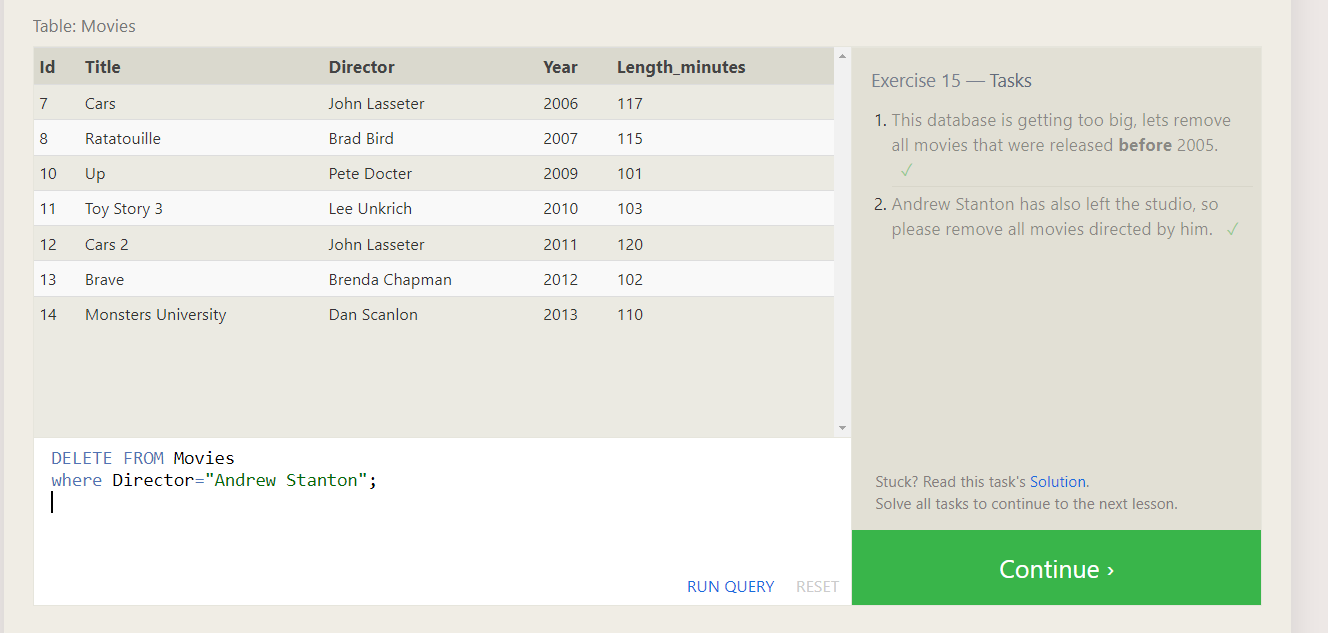 Table: Movies
Id Title Director Year Length_minutes
7 Cars John Lasseter 2006 117
8 Ratatouille Brad Bird 2007 115
10 Up Pete Docter 2009 101
11 Toy Story 3 Lee Unkrich 2010 103
12 Cars 2 John Lasseter 2011 120
13 Brave Brenda Chapman 2012 102
14 Monsters University Dan Scanlon 2013 110
DELETE FROM Movies
where Director="Andrew Stanton";
RUN QUERY RESET
Exercise 15 — Tasks
1. This database is getting too big, lets remove
all movies that were released before 2005.
✓
2. Andrew Stanton has also left the studio, so
please remove all movies directed by him. ✓
Stuck? Read this task's Solution.
Solve all tasks to continue to the next lesson.
Continue ›